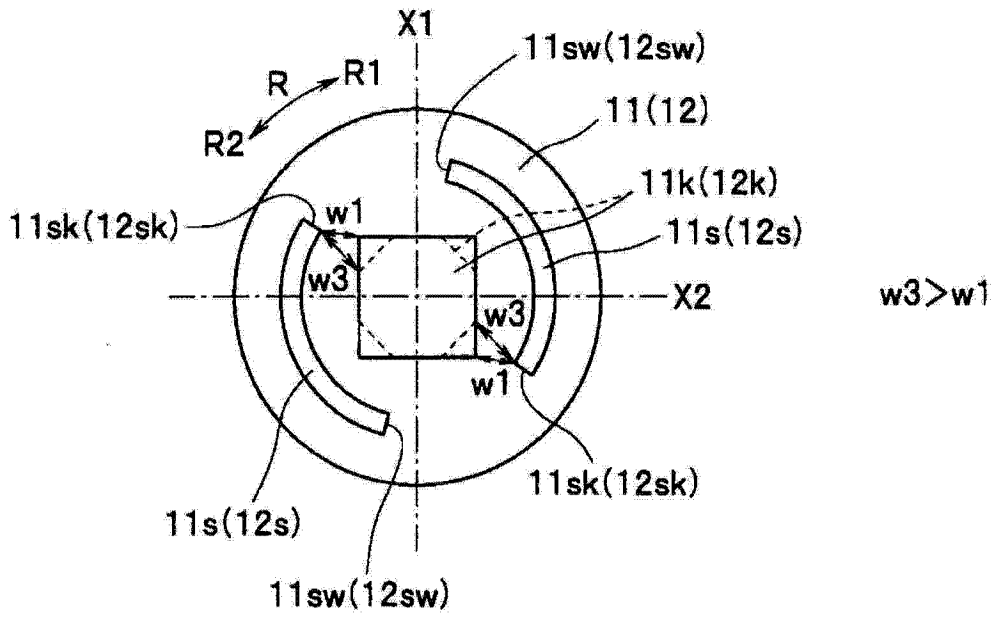 X1
11sw(12sw)
R
R1
11(12)
R2
11k(12k)
11sk(12sk)
w1
11s(12s)
w3
X2
w3>w1
w3
w1
11sk(12sk)
11s(12s)
11sw(12sw)